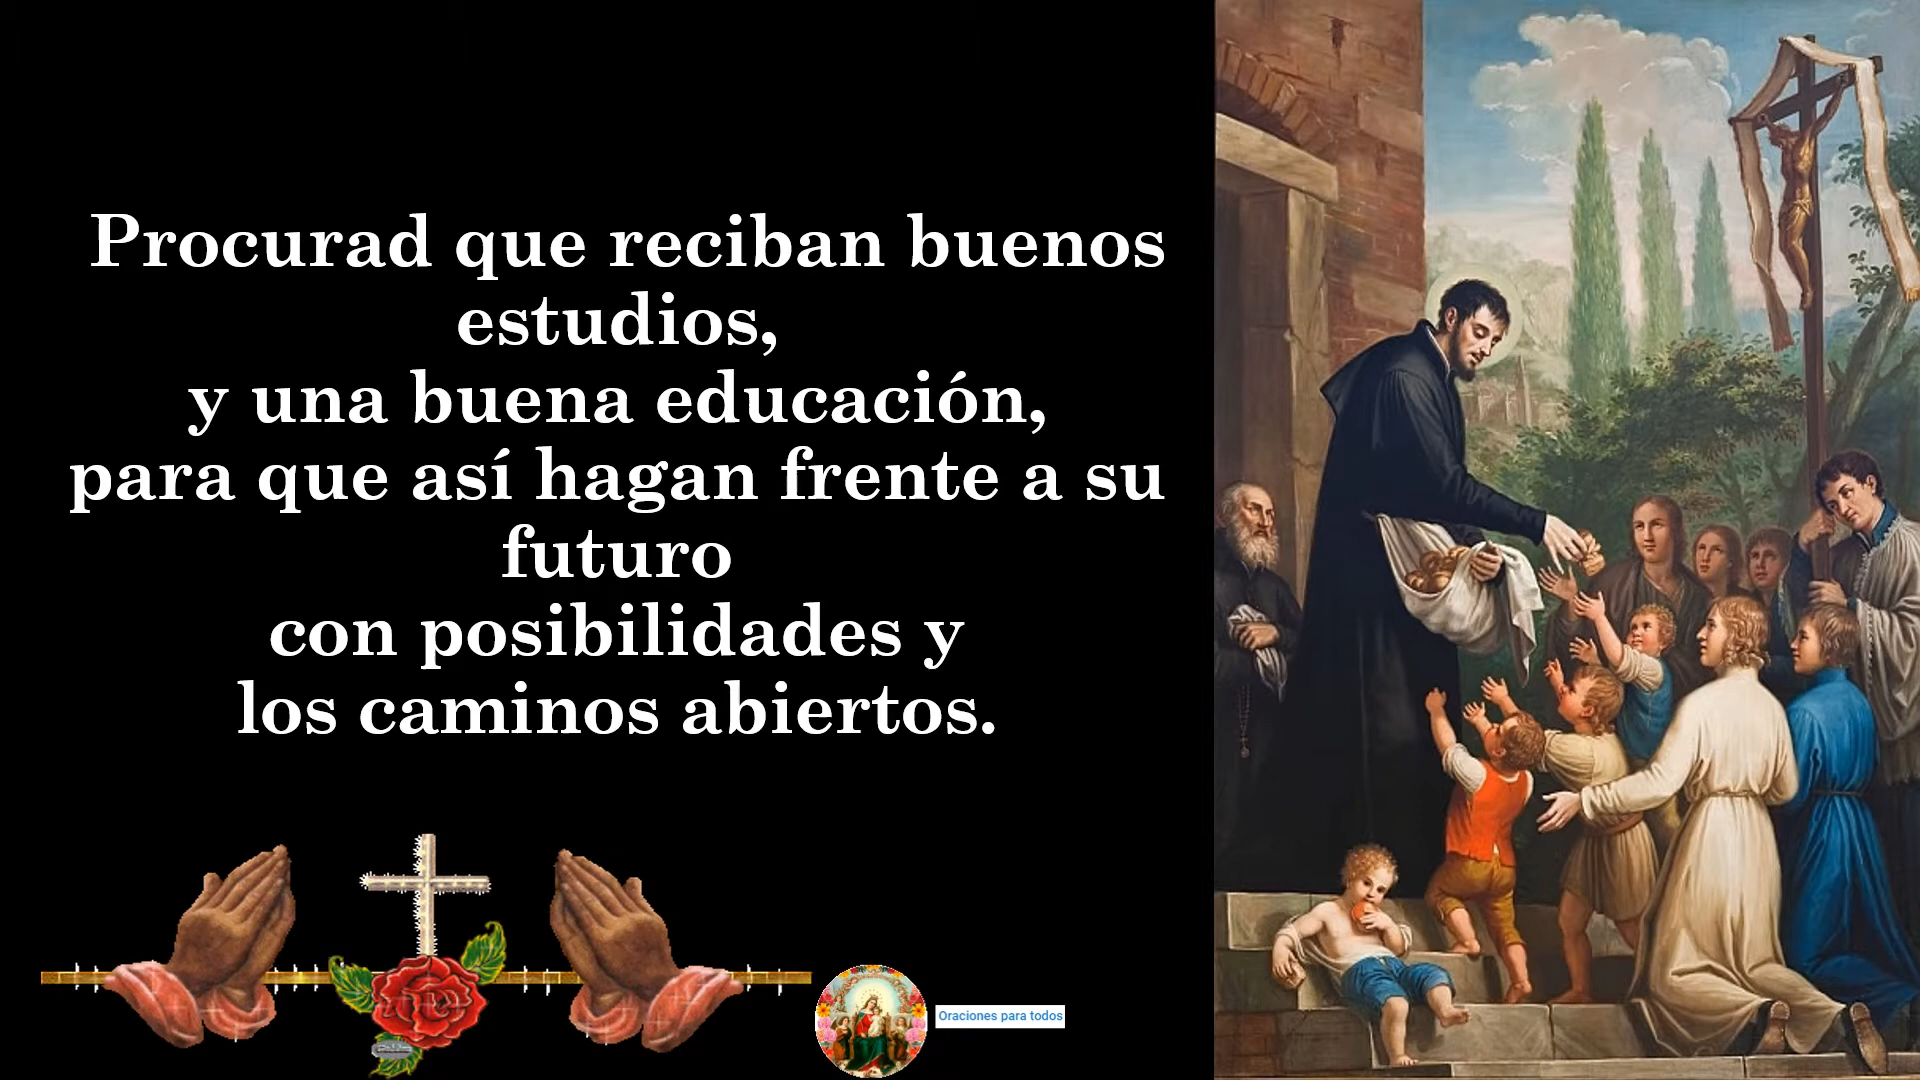 Procurad que reciban buenos
estudios,
y una buena educación,
para que así hagan frente a su
futuro
con posibilidades y
los caminos abiertos.
Oraciones para todos